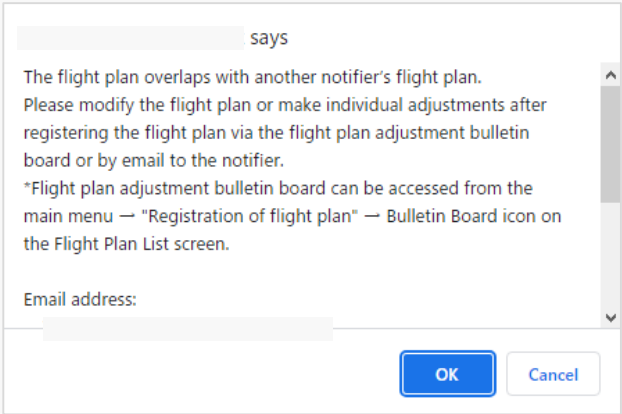 says
The flight plan overlaps with another notifier's flight plan.
Please modify the flight plan or make individual adjustments after
registering the flight plan via the flight plan adjustment bulletin
board or by email to the notifier.
*Flight plan adjustment bulletin board can be accessed from the
main menu → "Registration of flight plan" → Bulletin Board icon on
the Flight Plan List screen.
Email address:
OK Cancel